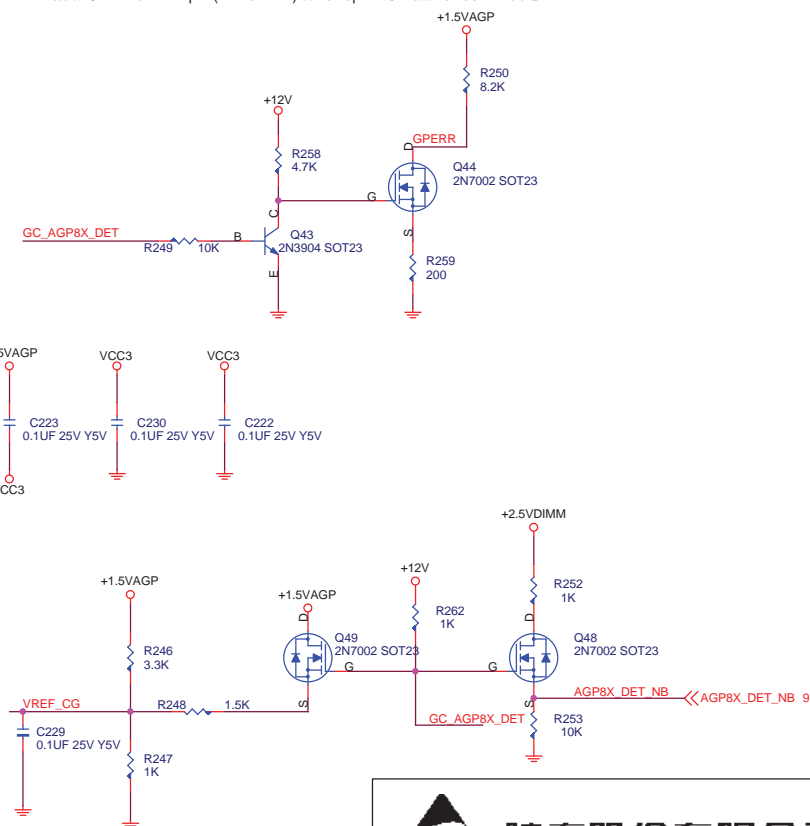 +1.5VAGP
R250
8.2K
+12V
GPERR
D
R258
4.7K
Q44
2N7002 SOT23
G
C
GC_AGP8X_DET
B
Q43
2N3904 SOT23
R249
10K
S
R259
200
E
5VAGP
VCC3
VCC3
C223
0.1UF 25V Y5V
C230
0.1UF 25V Y5V
C222
0.1UF 25V Y5V
CC3
+2.5VDIMM
+1.5VAGP
+1.5VAGP
+12V
R252
1K
D
R262
1K
D
Q49
2N7002 SOT23
Q48
2N7002 SOT23
R246
3.3K
G
G
AGP8X_DET_NB
AGP8X_DET_NB 9
VREF_CG
R248
1.5K
S
S
GC_AGP8X_DET
R253
10K
C229
0.1UF 25V Y5V
R247
1K